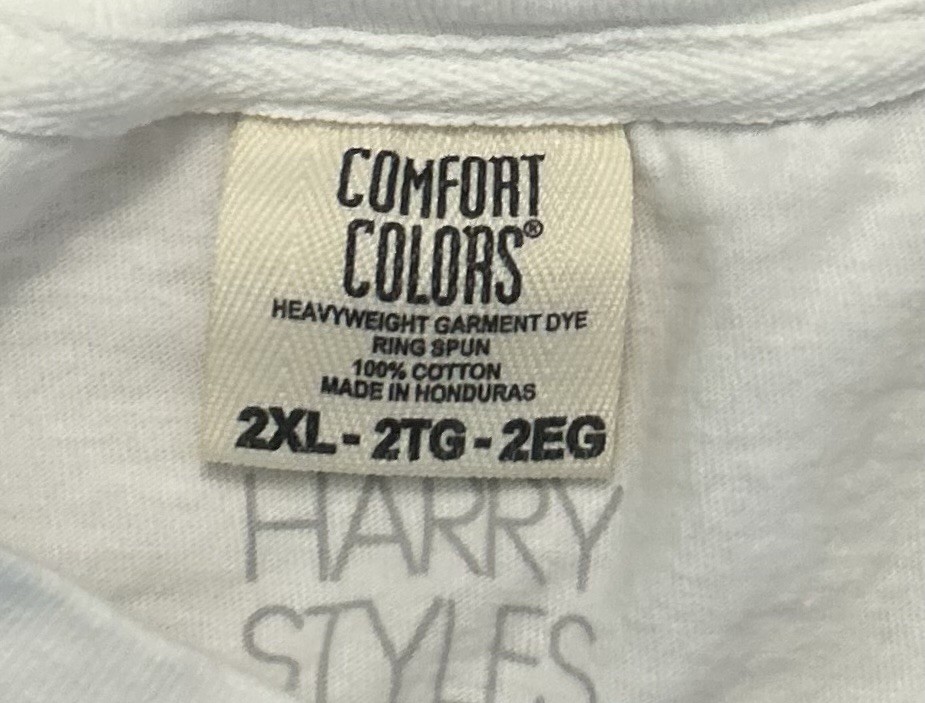 COMFORT
COLORS®
HEAVYWEIGHT GARMENT DYE
RING SPUN
100% COTTON
MADE IN HONDURAS
2XL - 2TG - 2EG
HARRY
STYLES